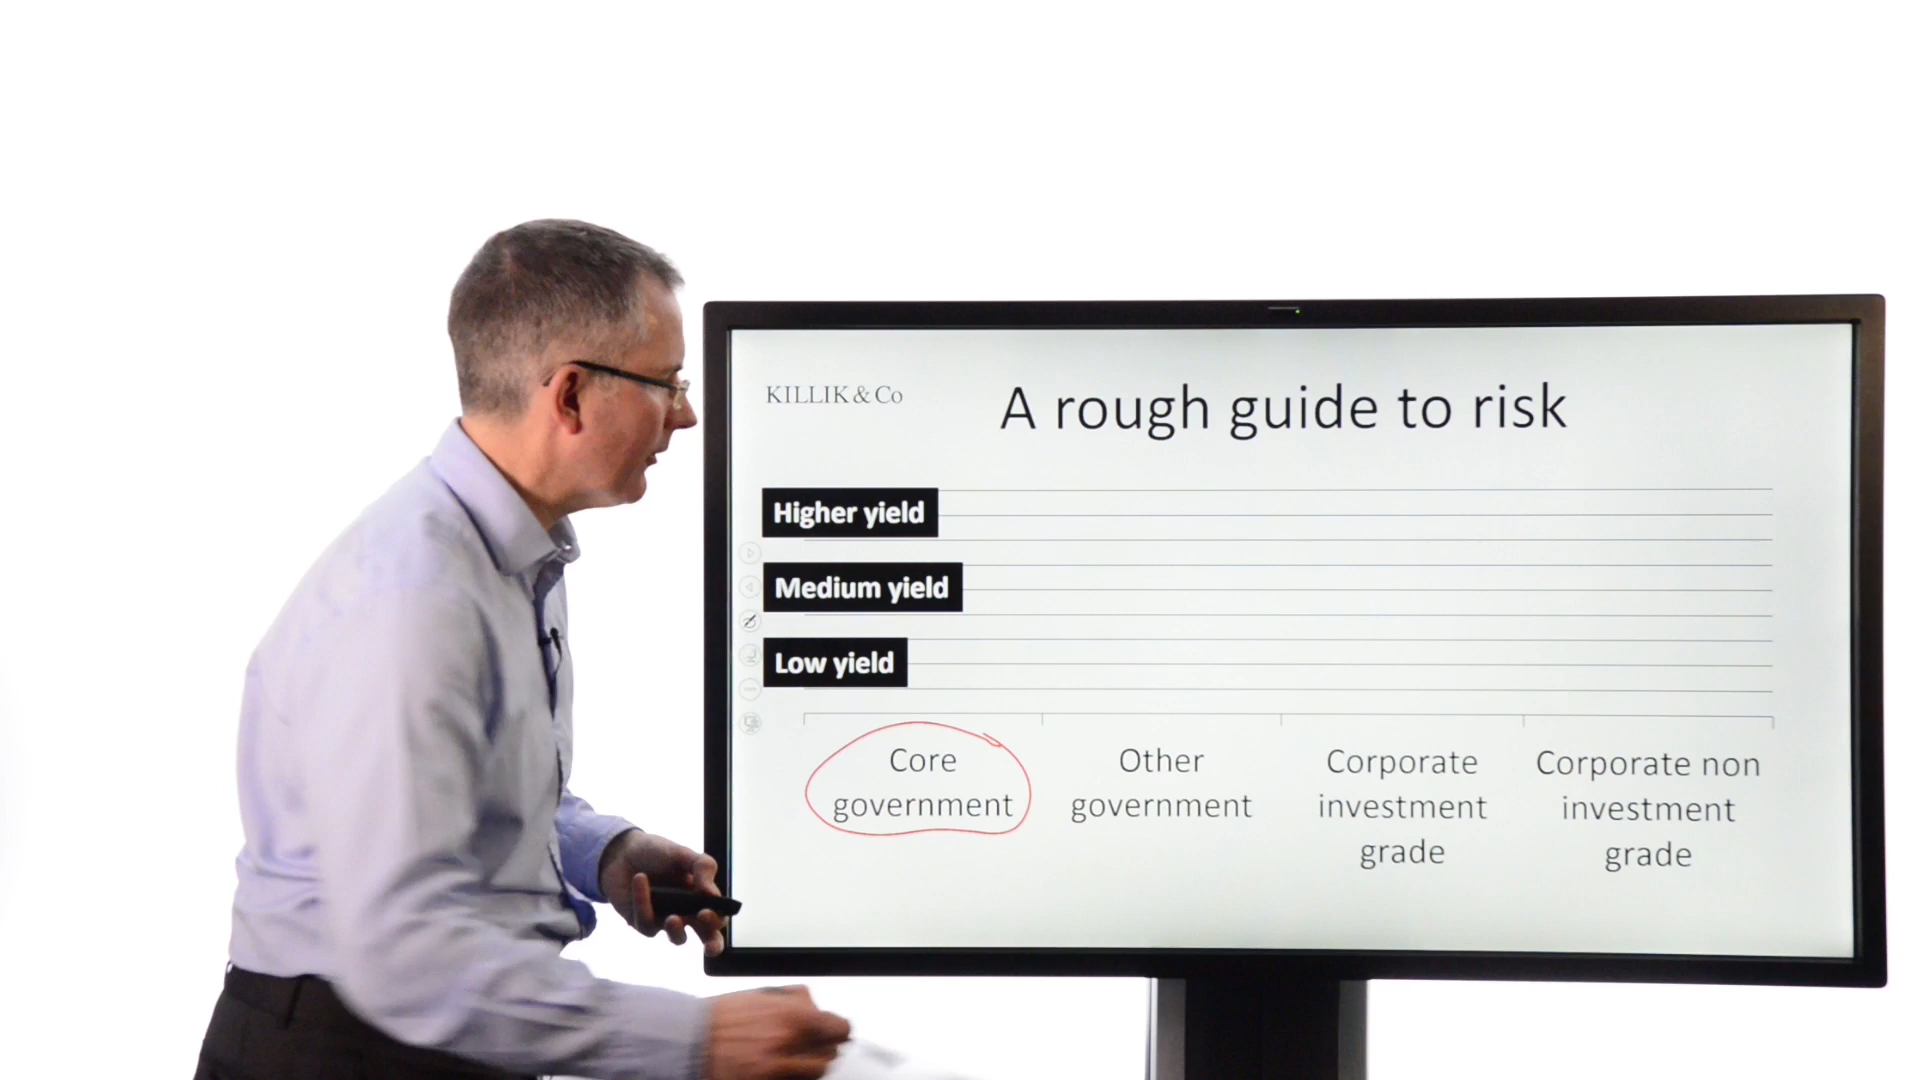 KILLIK & Co
A rough guide to risk
Higher yield
Medium yield
Low yield
Core
government
Other
government
Corporate
investment
grade
Corporate non
investment
grade